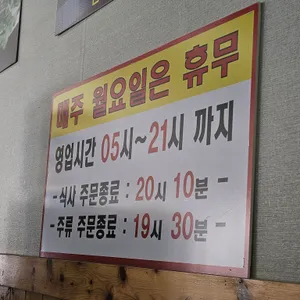 매주 월요일은 휴무
영업시간 05시~21시 까지
- 식사 주문종료 : 20시 10분 -
- 주류 주문종료 : 19시 30분 -